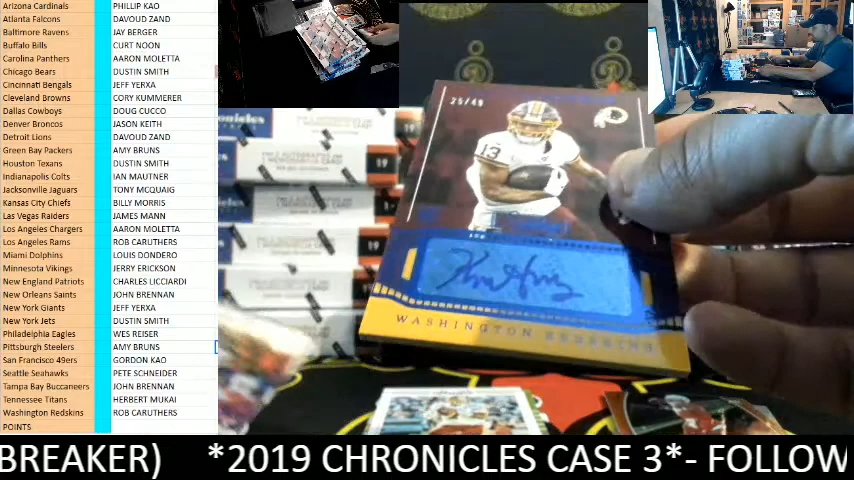 Arizona Cardinals PHILLIP KAO
Atlanta Falcons DAVOUD ZAND
Baltimore Ravens JAY BERGER
Buffalo Bills CURT NOON
Carolina Panthers AARON MOLETTA
Chicago Bears DUSTIN SMITH
Cincinnati Bengals JEFF YERXA
Cleveland Browns CORY KUMMERER
Dallas Cowboys DOUG CUCCO
Denver Broncos JASON KEITH
Detroit Lions DAVOUD ZAND
Green Bay Packers AMY BRUNS
Houston Texans DUSTIN SMITH
Indianapolis Colts IAN MAUTNER
Jacksonville Jaguars TONY MCQUAIG
Kansas City Chiefs BILLY MORRIS
Las Vegas Raiders JAMES MANN
Los Angeles Chargers AARON MOLETTA
Los Angeles Rams ROB CARUTHERS
Miami Dolphins LOUIS DONDERO
Minnesota Vikings JERRY ERICKSON
New England Patriots CHARLES LICCIARDI
New Orleans Saints JOHN BRENNAN
New York Giants JEFF YERXA
New York Jets DUSTIN SMITH
Philadelphia Eagles WES REISER
Pittsburgh Steelers AMY BRUNS
San Francisco 49ers GORDON KAO
Seattle Seahawks PETE SCHNEIDER
Tampa Bay Buccaneers JOHN BRENNAN
Tennessee Titans HERBERT MUKAI
Washington Redskins ROB CARUTHERS
POINTS
25/49
13
WASHINGTON REDSKINS
19
19
19
BREAKER) *2019 CHRONICLES CASE 3*- FOLLOW